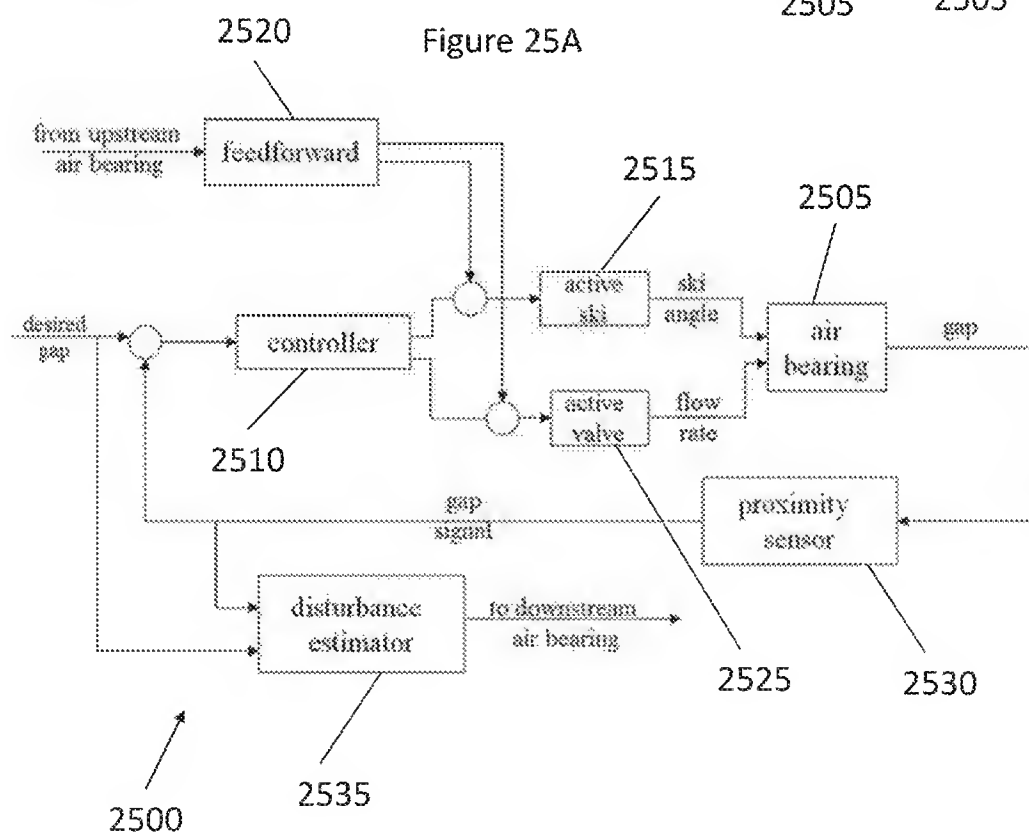 2505 2505
2520
Figure 25A
from upstream
air bearing
feedforward
2515
2505
active
ski
ski
angle
desired
gap
controller
air
bearing
gap
active
valve
flow
rate
2510
gap
signal
proximity
sensor
disturbance
estimator
to downstream
air bearing
2525
2530
2535
2500